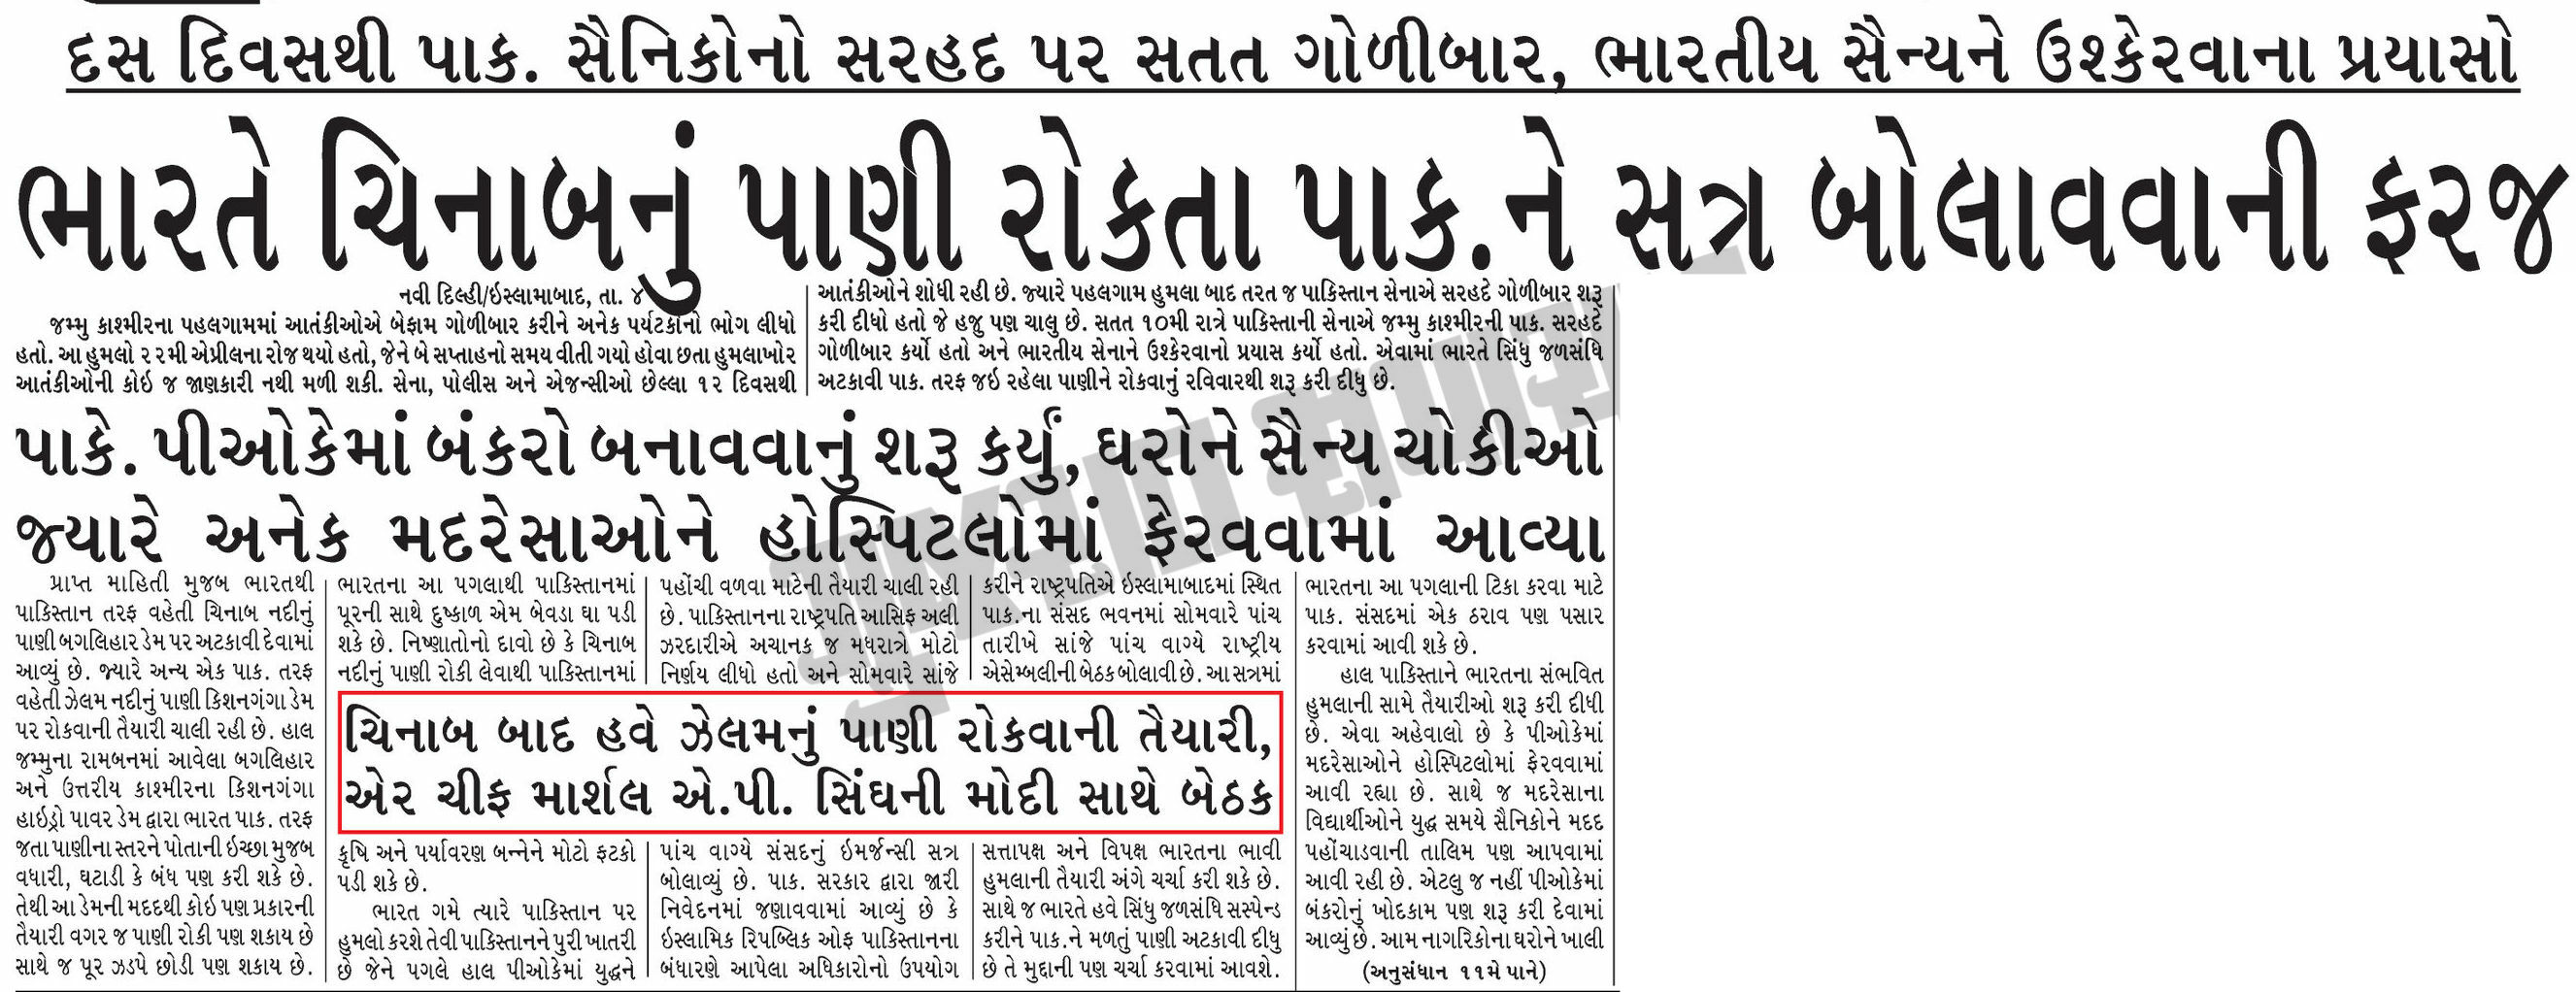 દસ દિવસથી પાક. સૈનિકોનો સરહદ પર સતત ગોળીબાર, ભારતીય સૈન્યને ઉશ્કેરવાના પ્રયાસો
ભારતે ચિનાબનું પાણી રોકતા પાક.ને સત્ર બોલાવવાની ફરજ
નવી દિલ્હી/ઇસ્લામાબાદ, તા. ૪
જમ્મુ કાશ્મીરના પહલગામમાં આતંકીઓએ બેફામ ગોળીબાર કરીને અનેક પર્યટકોનો ભોગ લીધો
હતો. આ હુમલો ૨૨મી એપ્રીલના રોજ થયો હતો, જેને બે સપ્તાહનો સમય વીતી ગયો હોવા છતા હુમલાખોર
આતંકીઓની કોઇ જ જાણકારી નથી મળી શકી. સેના, પોલીસ અને એજન્સીઓ છેલ્લા ૧૨ દિવસથી
આતંકીઓને શોધી રહી છે. જ્યારે પહલગામ હુમલા બાદ તરત જ પાકિસ્તાન સેનાએ સરહદે ગોળીબાર શરૂ
કરી દીધો હતો જે હજુ પણ ચાલુ છે. સતત ૧૦મી રાત્રે પાકિસ્તાની સેનાએ જમ્મુ કાશ્મીરની પાક. સરહદે
ગોળીબાર કર્યો હતો અને ભારતીય સેનાને ઉશ્કેરવાનો પ્રયાસ કર્યો હતો. એવામાં ભારતે સિંધુ જળસંધિ
અટકાવી પાક. તરફ જઇ રહેલા પાણીને રોકવાનું રવિવારથી શરૂ કરી દીધુ છે.
પાકે. પીઓકેમાં બંકરો બનાવવાનું શરૂ કર્યું, ઘરોને સૈન્ય ચોકીઓ
જ્યારે અનેક મદરેસાઓને હોસ્પિટલોમાં ફેરવવામાં આવ્યા
પ્રાપ્ત માહિતી મુજબ ભારતથી
પાકિસ્તાન તરફ વહેતી ચિનાબ નદીનું
પાણી બગલિહાર ડેમ પર અટકાવી દેવામાં
આવ્યું છે. જ્યારે અન્ય એક પાક. તરફ
વહેતી ઝેલમ નદીનું પાણી કિશનગંગા ડેમ
પર રોકવાની તૈયારી ચાલી રહી છે. હાલ
જમ્મુના રામબનમાં આવેલા બગલિહાર
અને ઉત્તરીય કાશ્મીરના કિશનગંગા
હાઇડ્રો પાવર ડેમ દ્વારા ભારત પાક. તરફ
જતા પાણીના સ્તરને પોતાની ઇચ્છા મુજબ
વધારી, ઘટાડી કે બંધ પણ કરી શકે છે.
તેથી આ ડેમની મદદથી કોઇ પણ પ્રકારની
તૈયારી વગર જ પાણી રોકી પણ શકાય છે
સાથે જ પૂર ઝડપે છોડી પણ શકાય છે.
ભારતના આ પગલાથી પાકિસ્તાનમાં
પૂરની સાથે દુષ્કાળ એમ બેવડા ઘા પડી
શકે છે. નિષ્ણાતોનો દાવો છે કે ચિનાબ
નદીનું પાણી રોકી લેવાથી પાકિસ્તાનમાં
ચિનાબ બાદ હવે ઝેલમનું પાણી રોકવાની તૈયારી,
એર ચીફ માર્શલ એ.પી. સિંઘની મોદી સાથે બેઠક
કૃષિ અને પર્યાવરણ બન્નેને મોટો ફટકો
પડી શકે છે.
ભારત ગમે ત્યારે પાકિસ્તાન પર
હુમલો કરશે તેવી પાકિસ્તાનને પુરી ખાતરી
છે જેને પગલે હાલ પીઓકેમાં યુદ્ધને
પહોંચી વળવા માટેની તૈયારી ચાલી રહી
છે. પાકિસ્તાનના રાષ્ટ્રપતિ આસિફ અલી
ઝરદારીએ અચાનક જ મધરાત્રે મોટો
નિર્ણય લીધો હતો અને સોમવારે સાંજે
પાંચ વાગ્યે સંસદનું ઇમર્જન્સી સત્ર
બોલાવ્યું છે. પાક. સરકાર દ્વારા જારી
નિવેદનમાં જણાવવામાં આવ્યું છે કે
ઇસ્લામિક રિપબ્લિક ઓફ પાકિસ્તાનના
બંધારણે આપેલા અધિકારોનો ઉપયોગ
કરીને રાષ્ટ્રપતિએ ઇસ્લામાબાદમાં સ્થિત
પાક.ના સંસદ ભવનમાં સોમવારે પાંચ
તારીખે સાંજે પાંચ વાગ્યે રાષ્ટ્રીય
એસેમ્બલીની બેઠક બોલાવી છે. આ સત્રમાં
સત્તાપક્ષ અને વિપક્ષ ભારતના ભાવી
હુમલાની તૈયારી અંગે ચર્ચા કરી શકે છે.
સાથે જ ભારતે હવે સિંધુ જળસંધિ સસ્પેન્ડ
કરીને પાક.ને મળતું પાણી અટકાવી દીધુ
છે તે મુદ્દાની પણ ચર્ચા કરવામાં આવશે.
ભારતના આ પગલાની ટિકા કરવા માટે
પાક. સંસદમાં એક ઠરાવ પણ પસાર
કરવામાં આવી શકે છે.
હાલ પાકિસ્તાને ભારતના સંભવિત
હુમલાની સામે તૈયારીઓ શરૂ કરી દીધી
છે. એવા અહેવાલો છે કે પીઓકેમાં
મદરેસાઓને હોસ્પિટલોમાં ફેરવવામાં
આવી રહ્યા છે. સાથે જ મદરેસાના
વિદ્યાર્થીઓને યુદ્ધ સમયે સૈનિકોને મદદ
પહોંચાડવાની તાલિમ પણ આપવામાં
આવી રહી છે. એટલુ જ નહીં પીઓકેમાં
બંકરોનું ખોદકામ પણ શરૂ કરી દેવામાં
આવ્યું છે. આમ નાગરિકોના ઘરોને ખાલી
(અનુસંધાન ૧૧મે પાને)
ગુજરાત સમાચાર